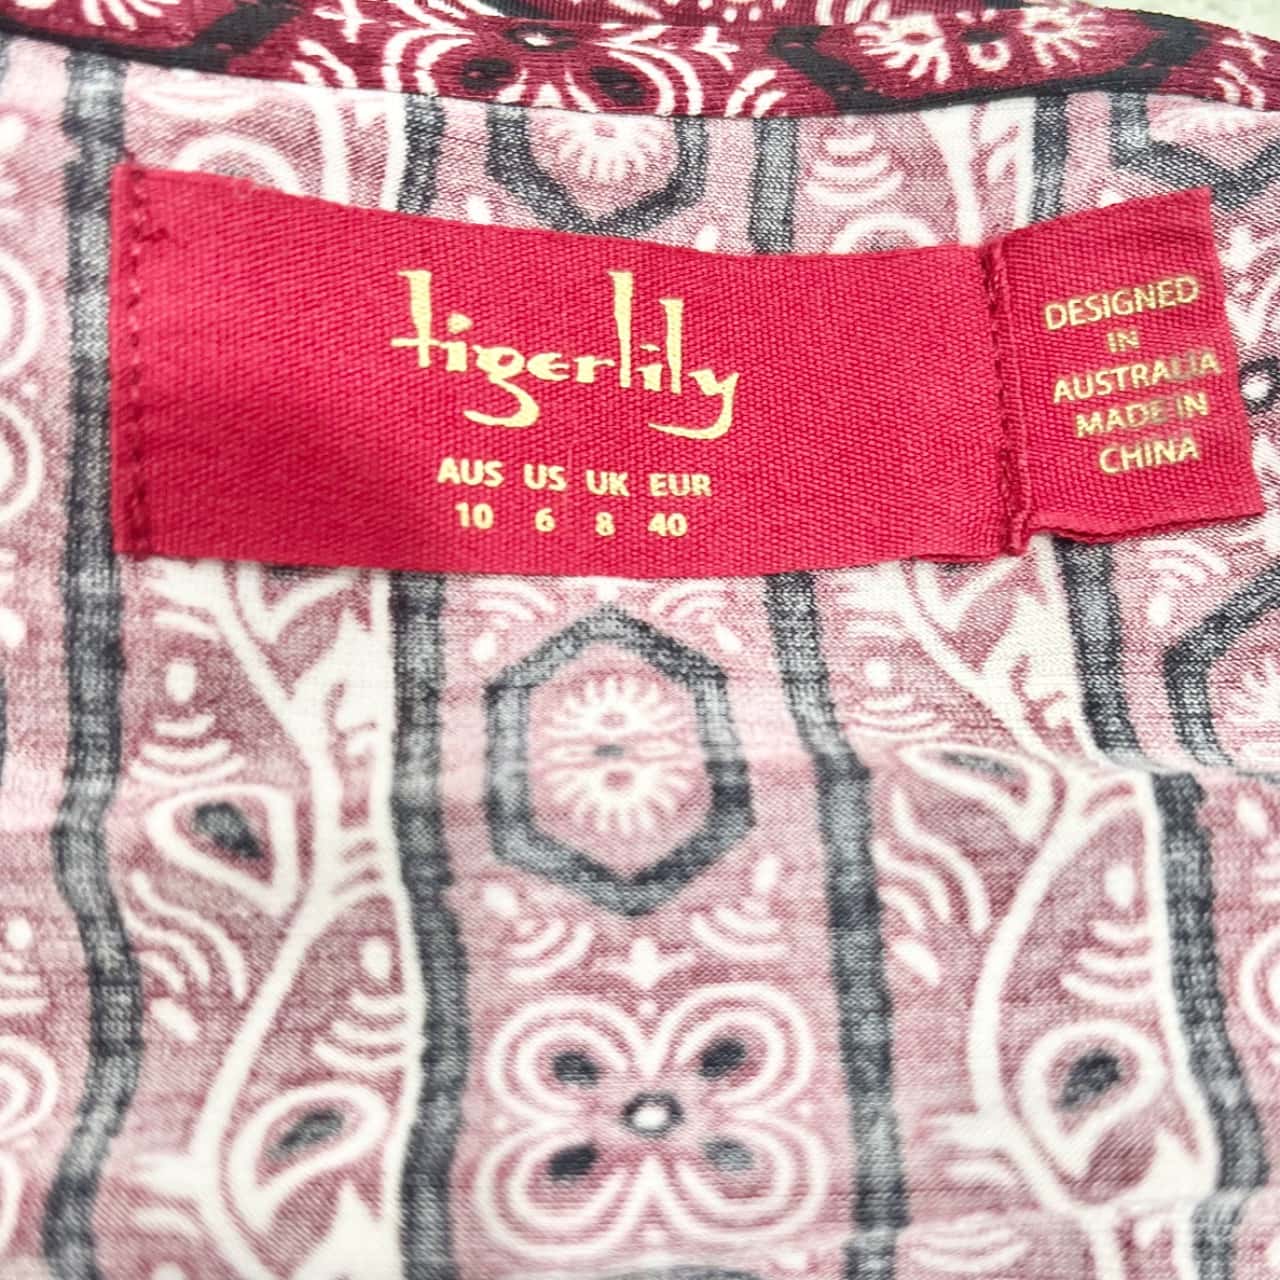 tigerlily
AUS US UK EUR
10 6 8 40
DESIGNED
IN
AUSTRALIA
MADE IN
CHINA